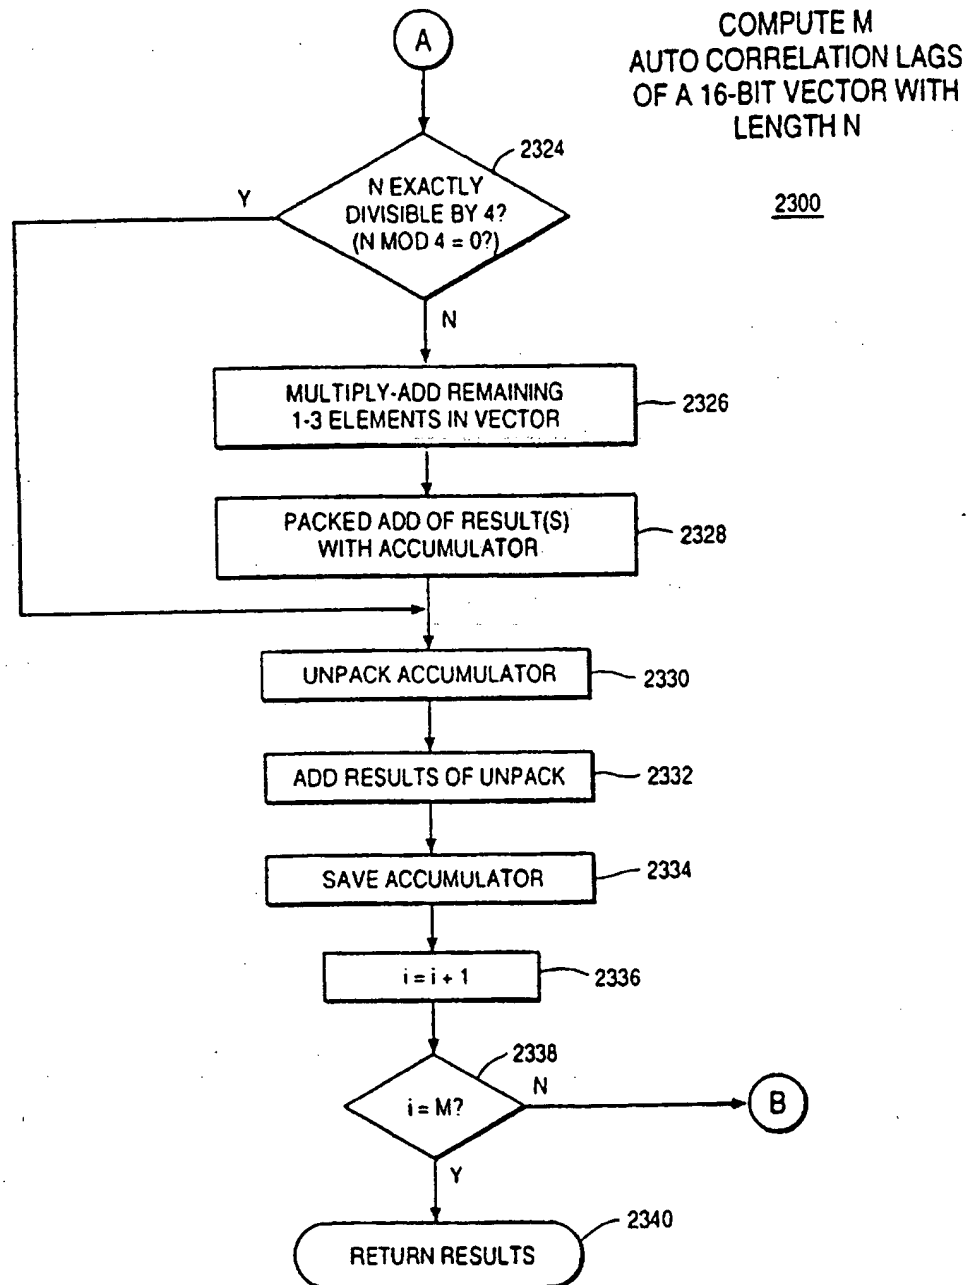 A
COMPUTE M
AUTO CORRELATION LAGS
OF A 16-BIT VECTOR WITH
LENGTH N
2300
2324
N EXACTLY
DIVISIBLE BY 4?
(N MOD 4 = 0?)
Y
N
MULTIPLY-ADD REMAINING
1-3 ELEMENTS IN VECTOR
2326
PACKED ADD OF RESULT(S)
WITH ACCUMULATOR
2328
UNPACK ACCUMULATOR
2330
ADD RESULTS OF UNPACK
2332
SAVE ACCUMULATOR
2334
i = i + 1
2336
2338
i = M?
N
B
Y
2340
RETURN RESULTS